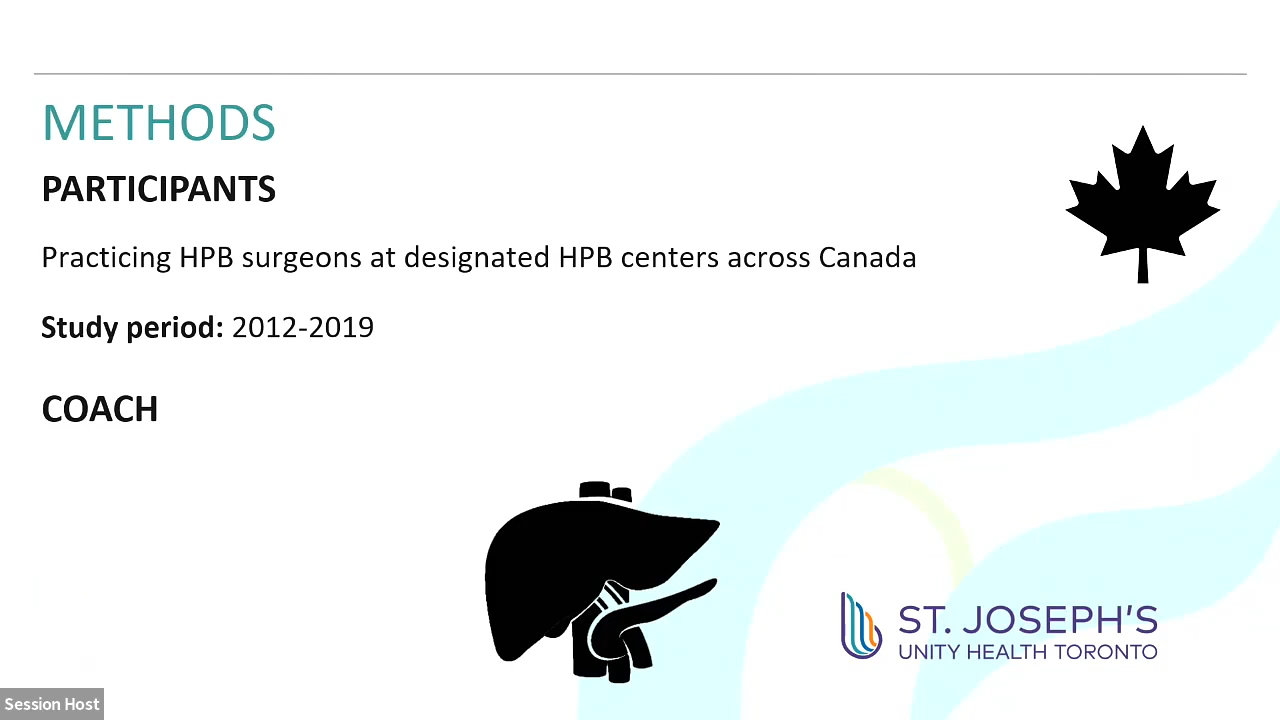 METHODS
PARTICIPANTS
Practicing HPB surgeons at designated HPB centers across Canada
Study period: 2012-2019
COACH
ST. JOSEPH'S
UNITY HEALTH TORONTO
Session Host